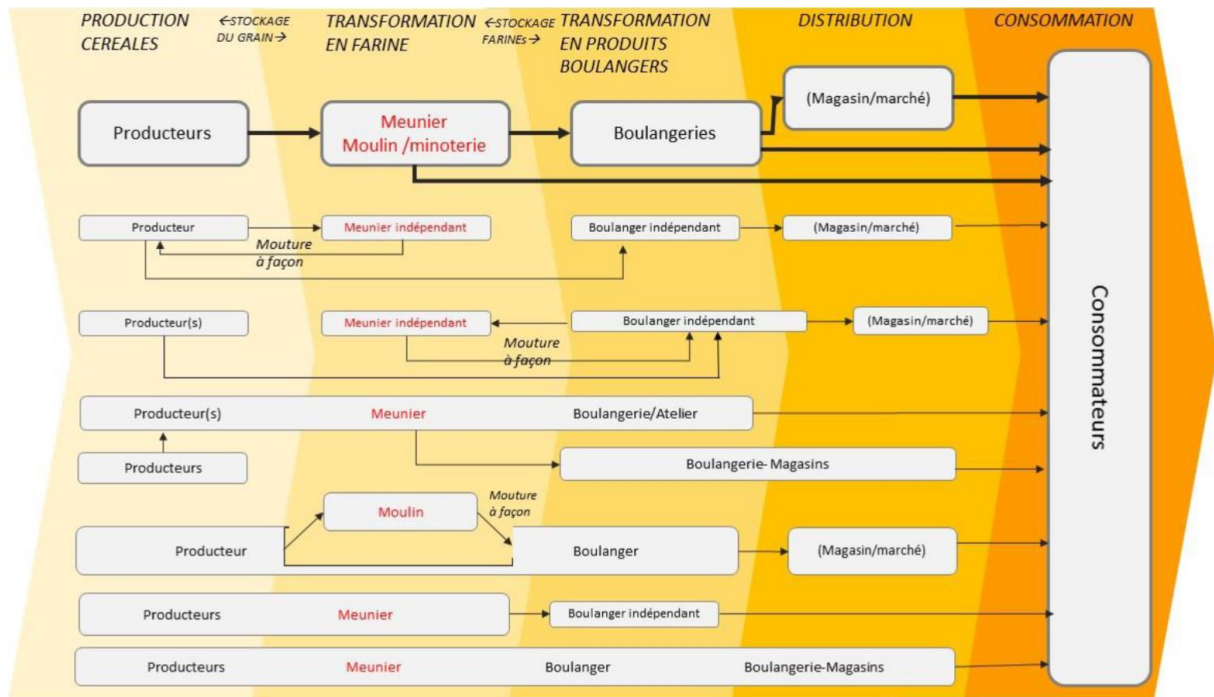 PRODUCTION
CEREALES
←STOCKAGE
DU GRAIN→
TRANSFORMATION
EN FARINE
←STOCKAGE
FARINEs→
TRANSFORMATION
EN PRODUITS
BOULANGERS
DISTRIBUTION
CONSOMMATION
Producteurs
Meunier
Moulin /minoterie
Boulangeries
(Magasin/marché)
Producteur
Meunier indépendant
Boulanger indépendant
(Magasin/marché)
Mouture
à façon
Producteur(s)
Meunier indépendant
Boulanger indépendant
(Magasin/marché)
Mouture
à façon
Consommateurs
Producteur(s)
Meunier
Boulangerie/Atelier
Producteurs
Boulangerie- Magasins
Moulin
Mouture
à façon
Producteur
Boulanger
(Magasin/marché)
Producteurs
Meunier
Boulanger indépendant
Producteurs
Meunier
Boulanger
Boulangerie-Magasins